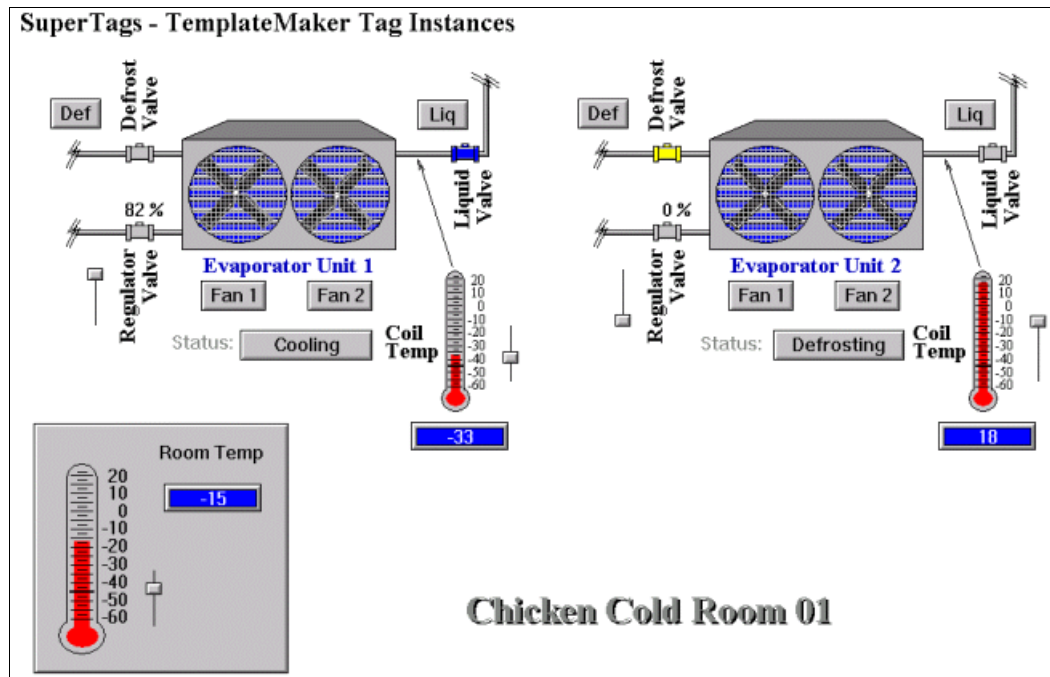 SuperTags - TemplateMaker Tag Instances
Def
Defrost
Valve
Liq
Liquid
Valve
82 %
Regulator
Valve
Evaporator Unit 1
Fan 1
Fan 2
Status:
Cooling
Coil
Temp
20
10
0
-10
-20
-30
-40
-50
-60
-33
Def
Defrost
Valve
Liq
Liquid
Valve
0 %
Regulator
Valve
Evaporator Unit 2
Fan 1
Fan 2
Status:
Defrosting
Coil
Temp
20
10
0
-10
-20
-30
-40
-50
-60
18
Room Temp
-15
20
10
0
-10
-20
-30
-40
-50
-60
Chicken Cold Room 01